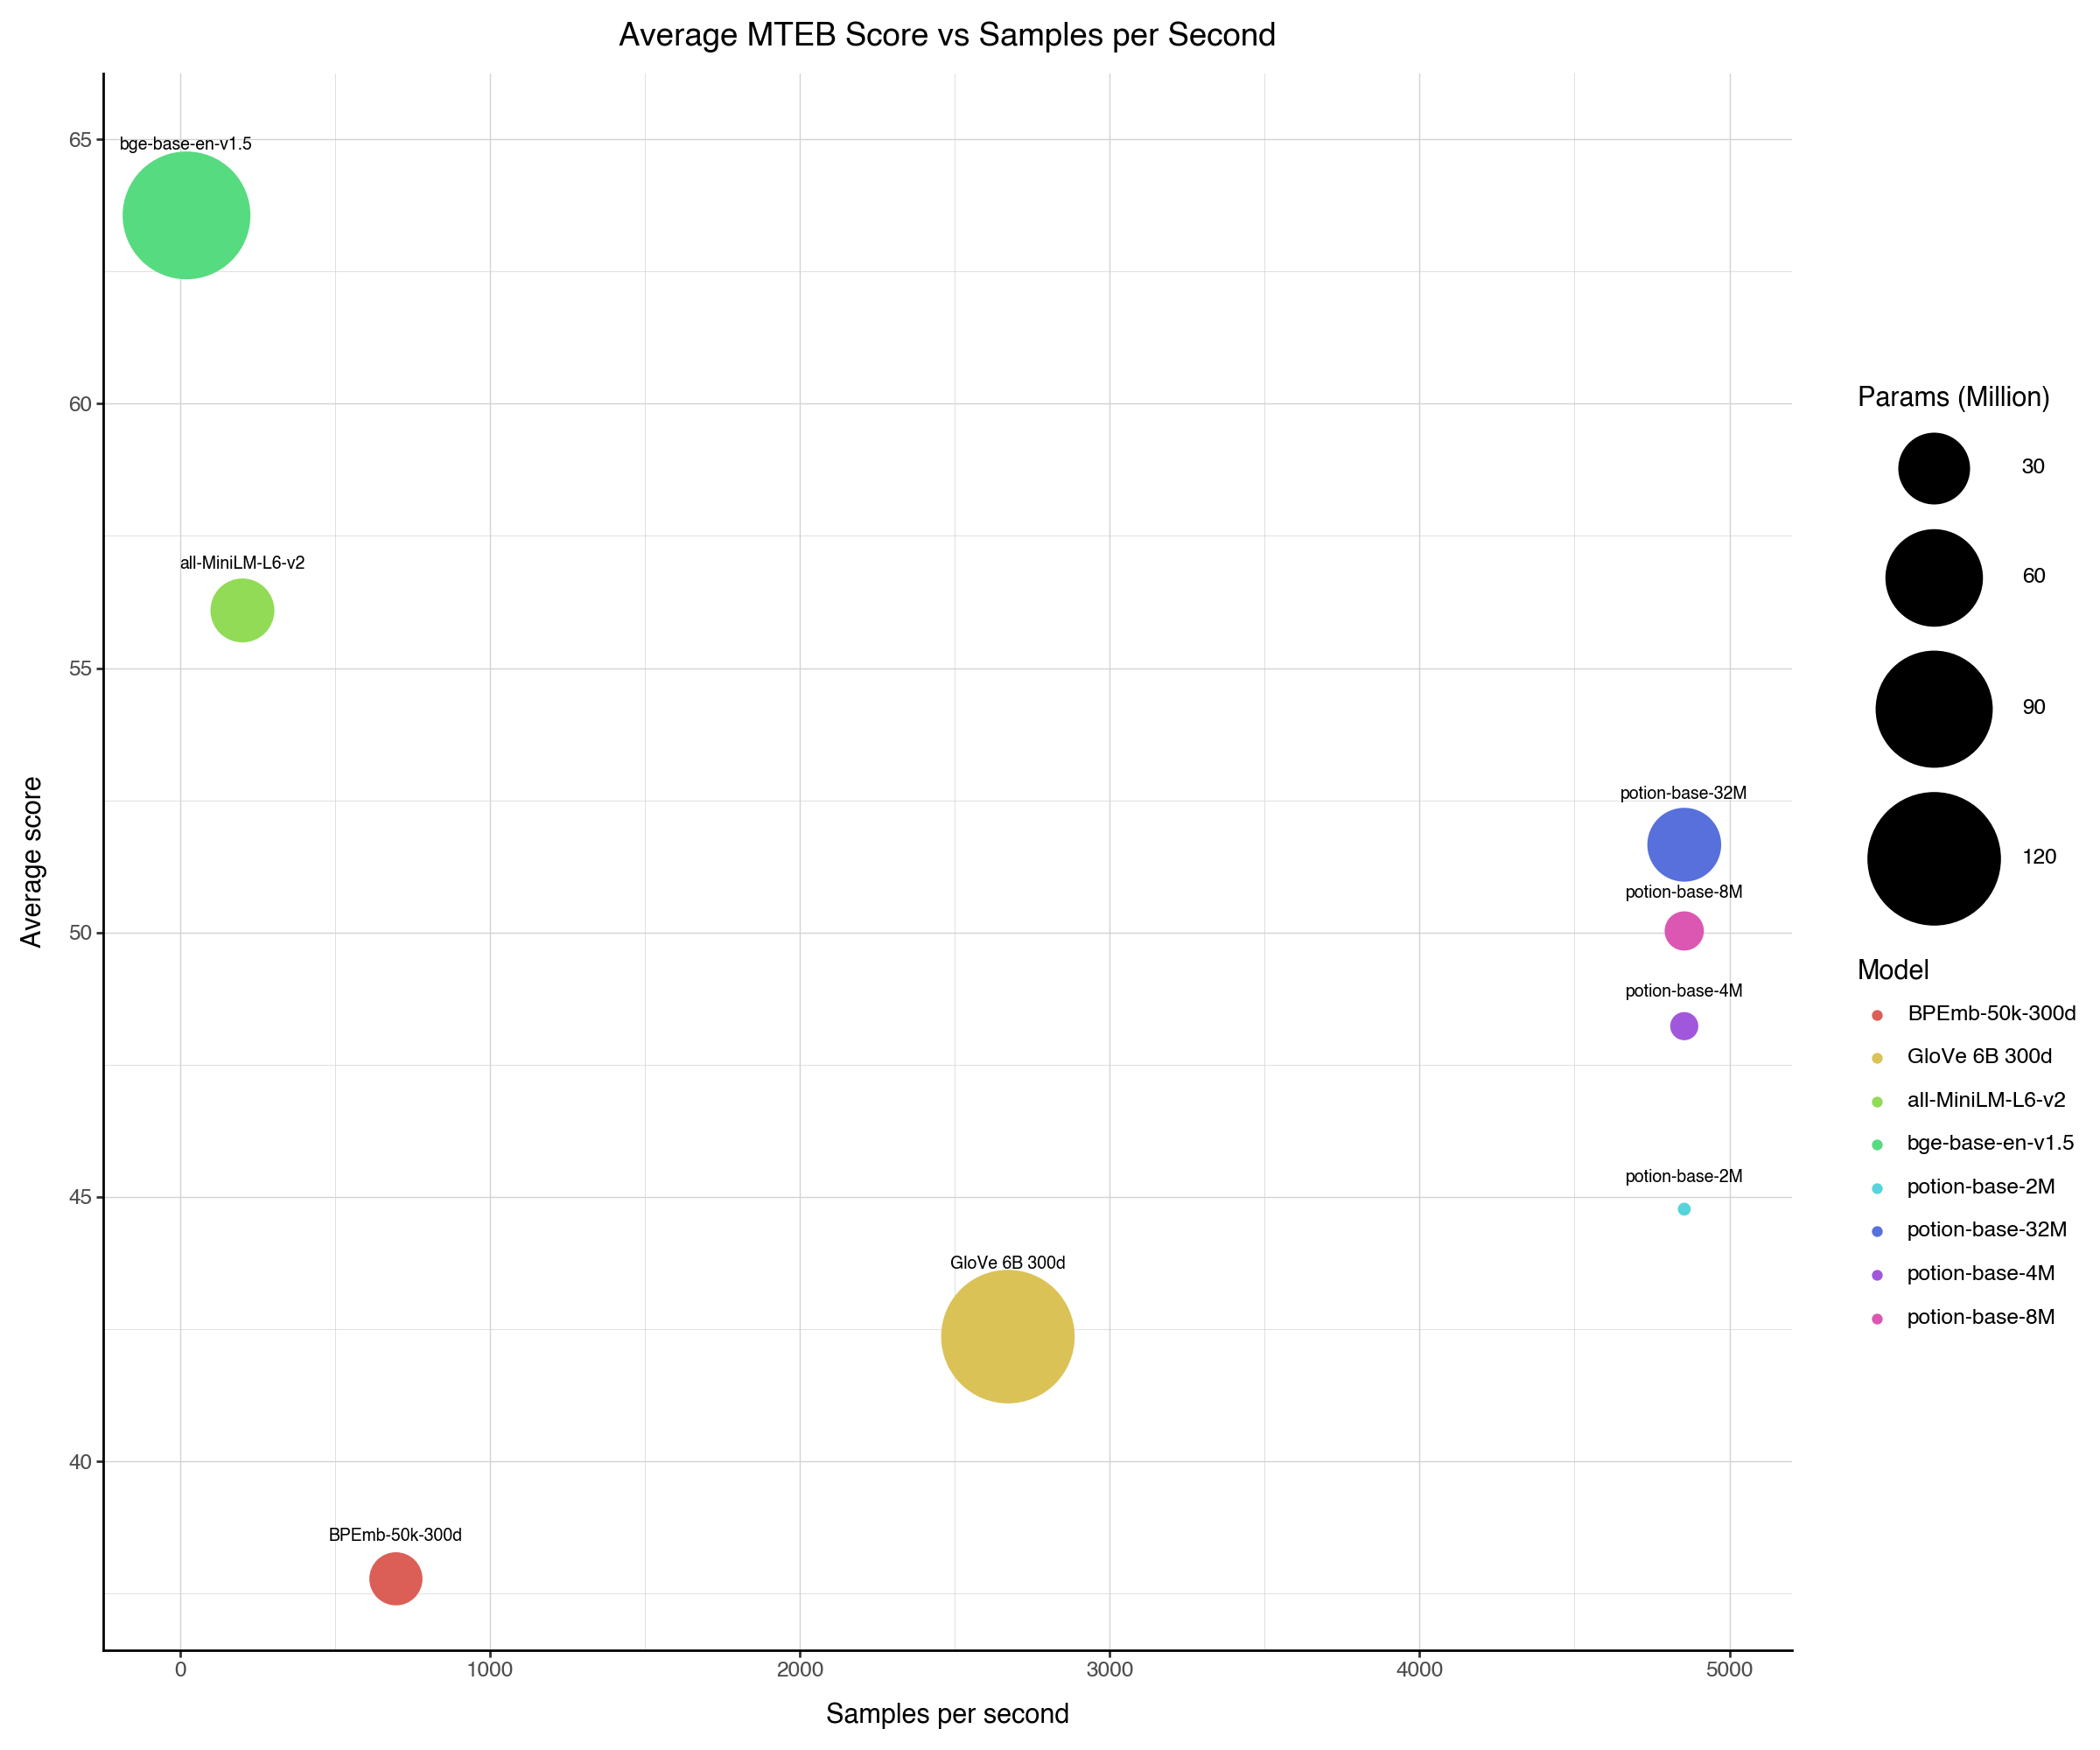 Average MTEB Score vs Samples per Second
65
60
55
50
45
40
Average score
bge-base-en-v1.5
all-MiniLM-L6-v2
potion-base-32M
potion-base-8M
potion-base-4M
potion-base-2M
GloVe 6B 300d
BPEmb-50k-300d
0 1000 2000 3000 4000 5000
Samples per second
Params (Million)
30
60
90
120
Model
BPEmb-50k-300d
GloVe 6B 300d
all-MiniLM-L6-v2
bge-base-en-v1.5
potion-base-2M
potion-base-32M
potion-base-4M
potion-base-8M